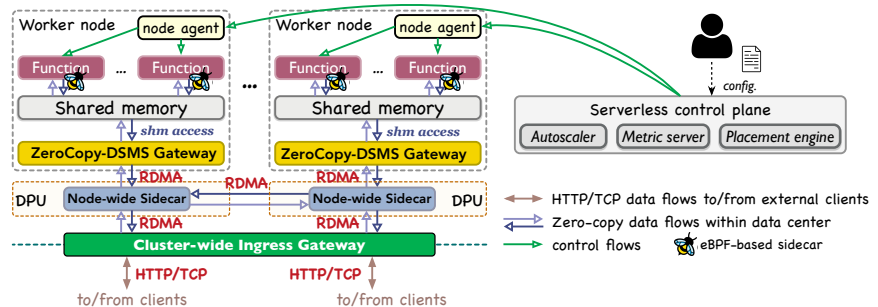 Worker node
node agent
Function
...
Function
Shared memory
shm access
ZeroCopy-DSMS Gateway
RDMA
DPU
Node-wide Sidecar
RDMA
...
Worker node
node agent
Function
...
Function
Shared memory
shm access
ZeroCopy-DSMS Gateway
RDMA
Node-wide Sidecar
DPU
RDMA
RDMA
Cluster-wide Ingress Gateway
HTTP/TCP
HTTP/TCP
to/from clients
to/from clients
config.
Serverless control plane
Autoscaler
Metric server
Placement engine
HTTP/TCP data flows to/from external clients
Zero-copy data flows within data center
control flows
eBPF-based sidecar